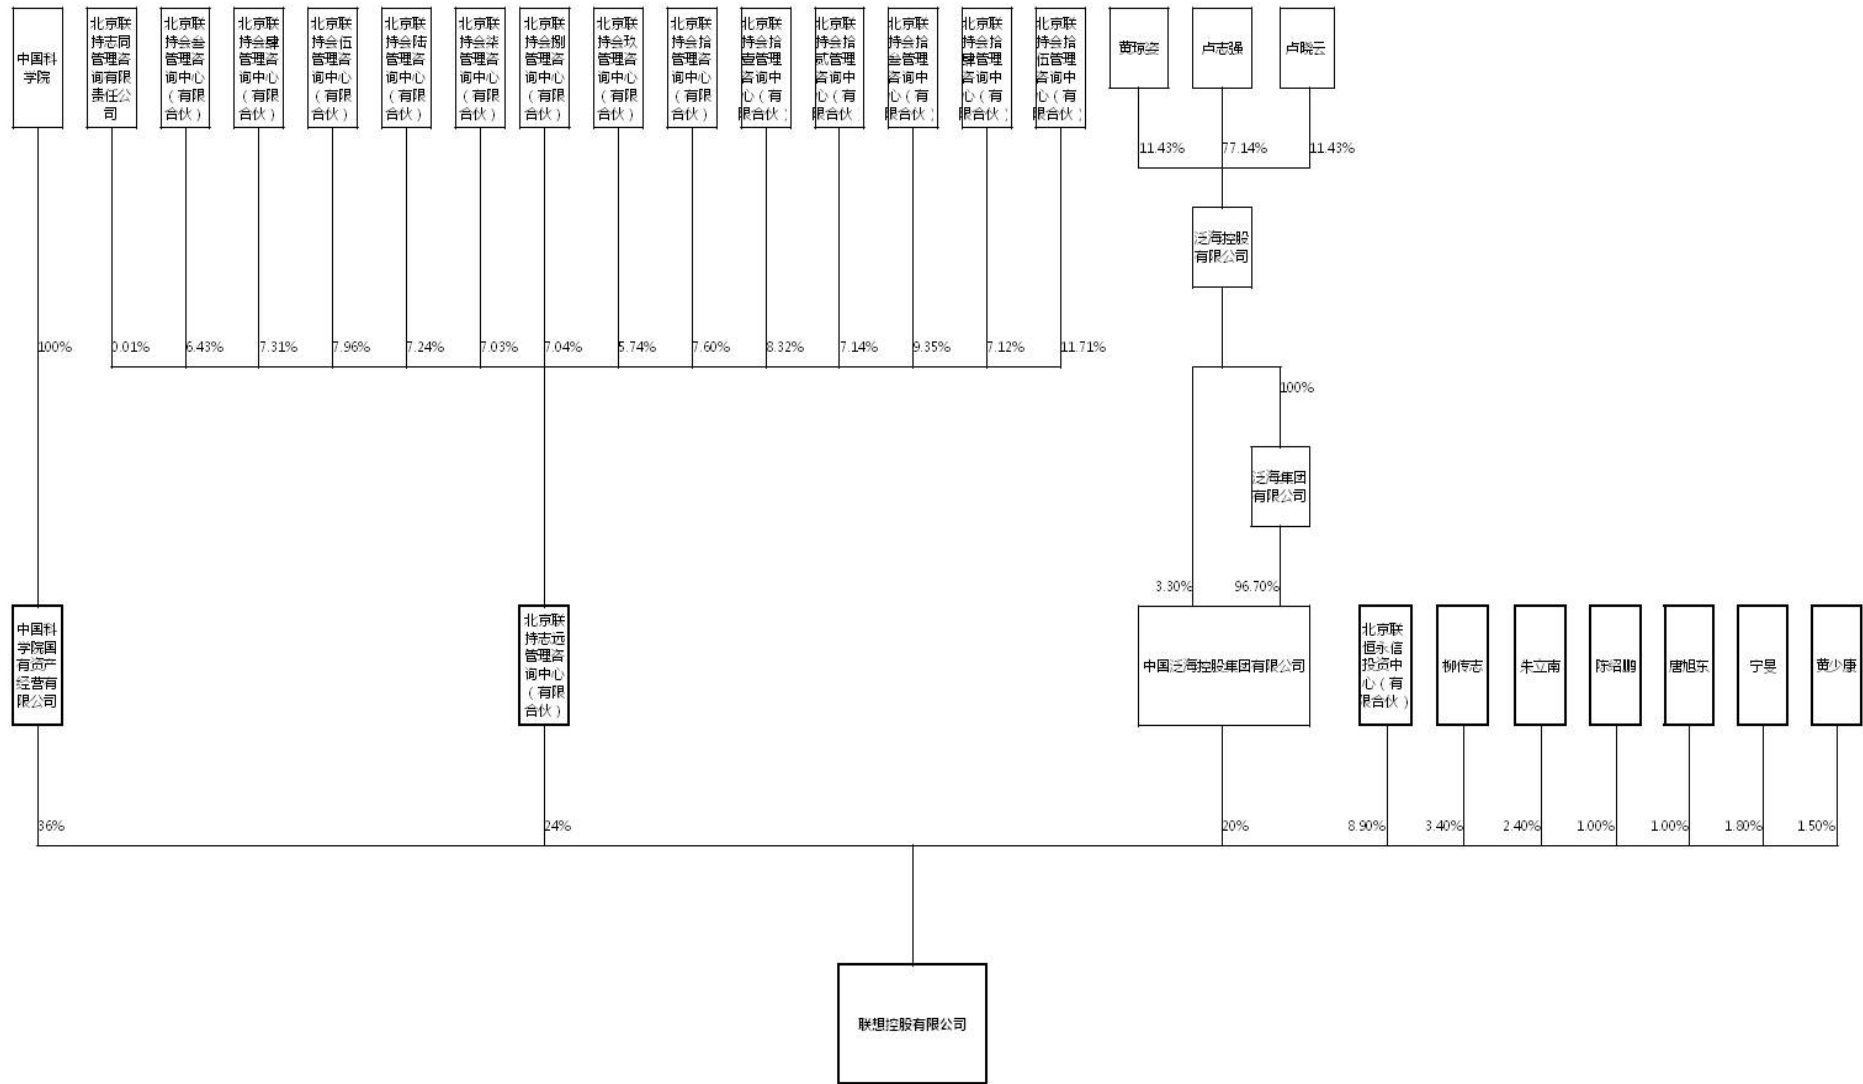 中国科
学院
北京联
持志同
管理咨
询有限
责任公
司
北京联
持会叁
管理咨
询中心
（有限
合伙）
北京联
持会肆
管理咨
询中心
（有限
合伙）
北京联
持会伍
管理咨
询中心
（有限
合伙）
北京联
持会陆
管理咨
询中心
（有限
合伙）
北京联
持会柒
管理咨
询中心
（有限
合伙）
北京联
持会捌
管理咨
询中心
（有限
合伙）
北京联
持会玖
管理咨
询中心
（有限
合伙）
北京联
持会拾
管理咨
询中心
（有限
合伙）
北京联
持会拾
壹管理
咨询中
心（有
限合伙）
北京联
持会拾
贰管理
咨询中
心（有
限合伙
北京联
持会拾
叁管理
咨询中
心（有
限合伙）
北京联
持会拾
肆管理
咨询中
心（有
限合伙）
北京联
持会拾
伍管理
咨询中
心（有
限合伙）
黄琼姿
卢志强
卢晓云
11.43%
77.14%
11.43%
泛海控股
有限公司
100%
0.01%
6.43%
7.31%
7.96%
7.24%
7.03%
7.04%
5.74%
7.60%
8.32%
7.14%
9.35%
7.12%
11.71%
100%
泛海集团
有限公司
3.30%
96.70%
中国科
学院国
有资产
经营有
限公司
北京联
持志远
管理咨
询中心
（有限
合伙）
中国泛海控股集团有限公司
北京联
恒永信
投资中
心（有
限合伙）
柳传志
朱立南
陈绍鹏
唐旭东
宁旻
黄少康
36%
24%
20%
8.90%
3.40%
2.40%
1.00%
1.00%
1.80%
1.50%
联想控股有限公司